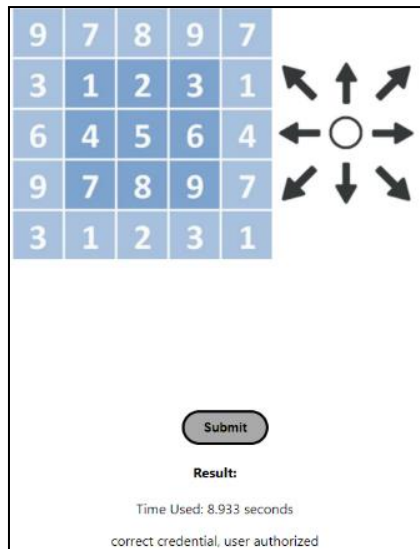 9 7 8 9 7
3 1 2 3 1
6 4 5 6 4
9 7 8 9 7
3 1 2 3 1
Submit
Result:
Time Used: 8.933 seconds
correct credential, user authorized